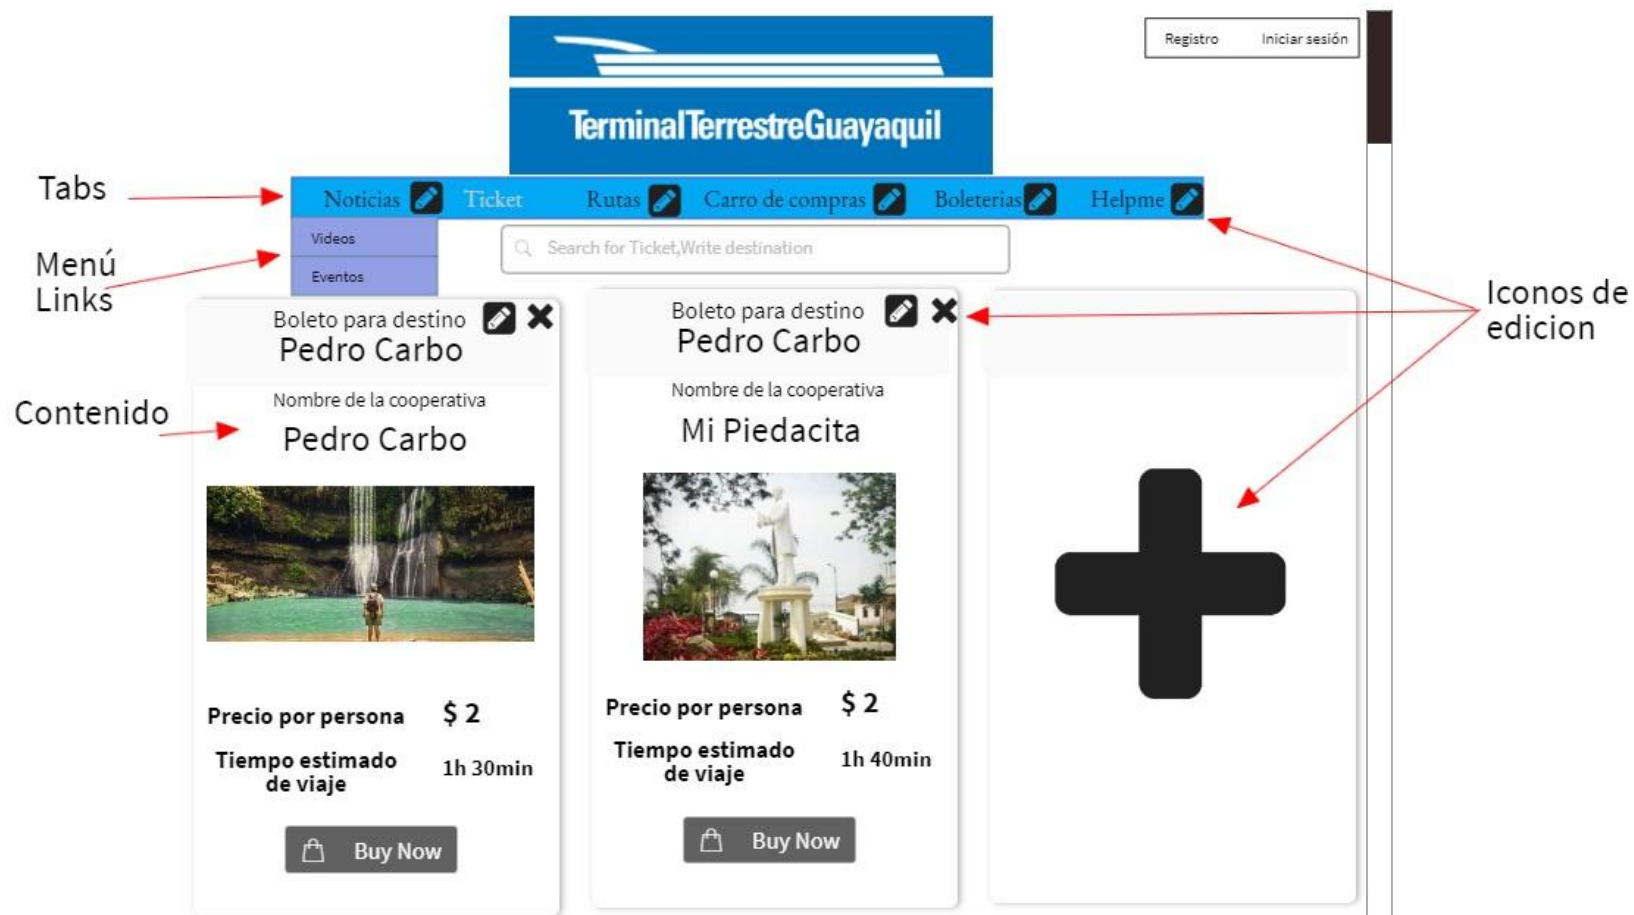 Registro Iniciar sesión
TerminalTerrestreGuayaquil
Tabs
Noticias Ticket Rutas Carro de compras Boleterias Helpme
Menú
Links
Videos
Eventos
Search for Ticket,Write destination
Iconos de
edicion
Contenido
Boleto para destino
Pedro Carbo
Nombre de la cooperativa
Pedro Carbo
Precio por persona $ 2
Tiempo estimado
de viaje
1h 30min
Buy Now
Boleto para destino
Pedro Carbo
Nombre de la cooperativa
Mi Piedacita
Precio por persona $ 2
Tiempo estimado
de viaje
1h 40min
Buy Now